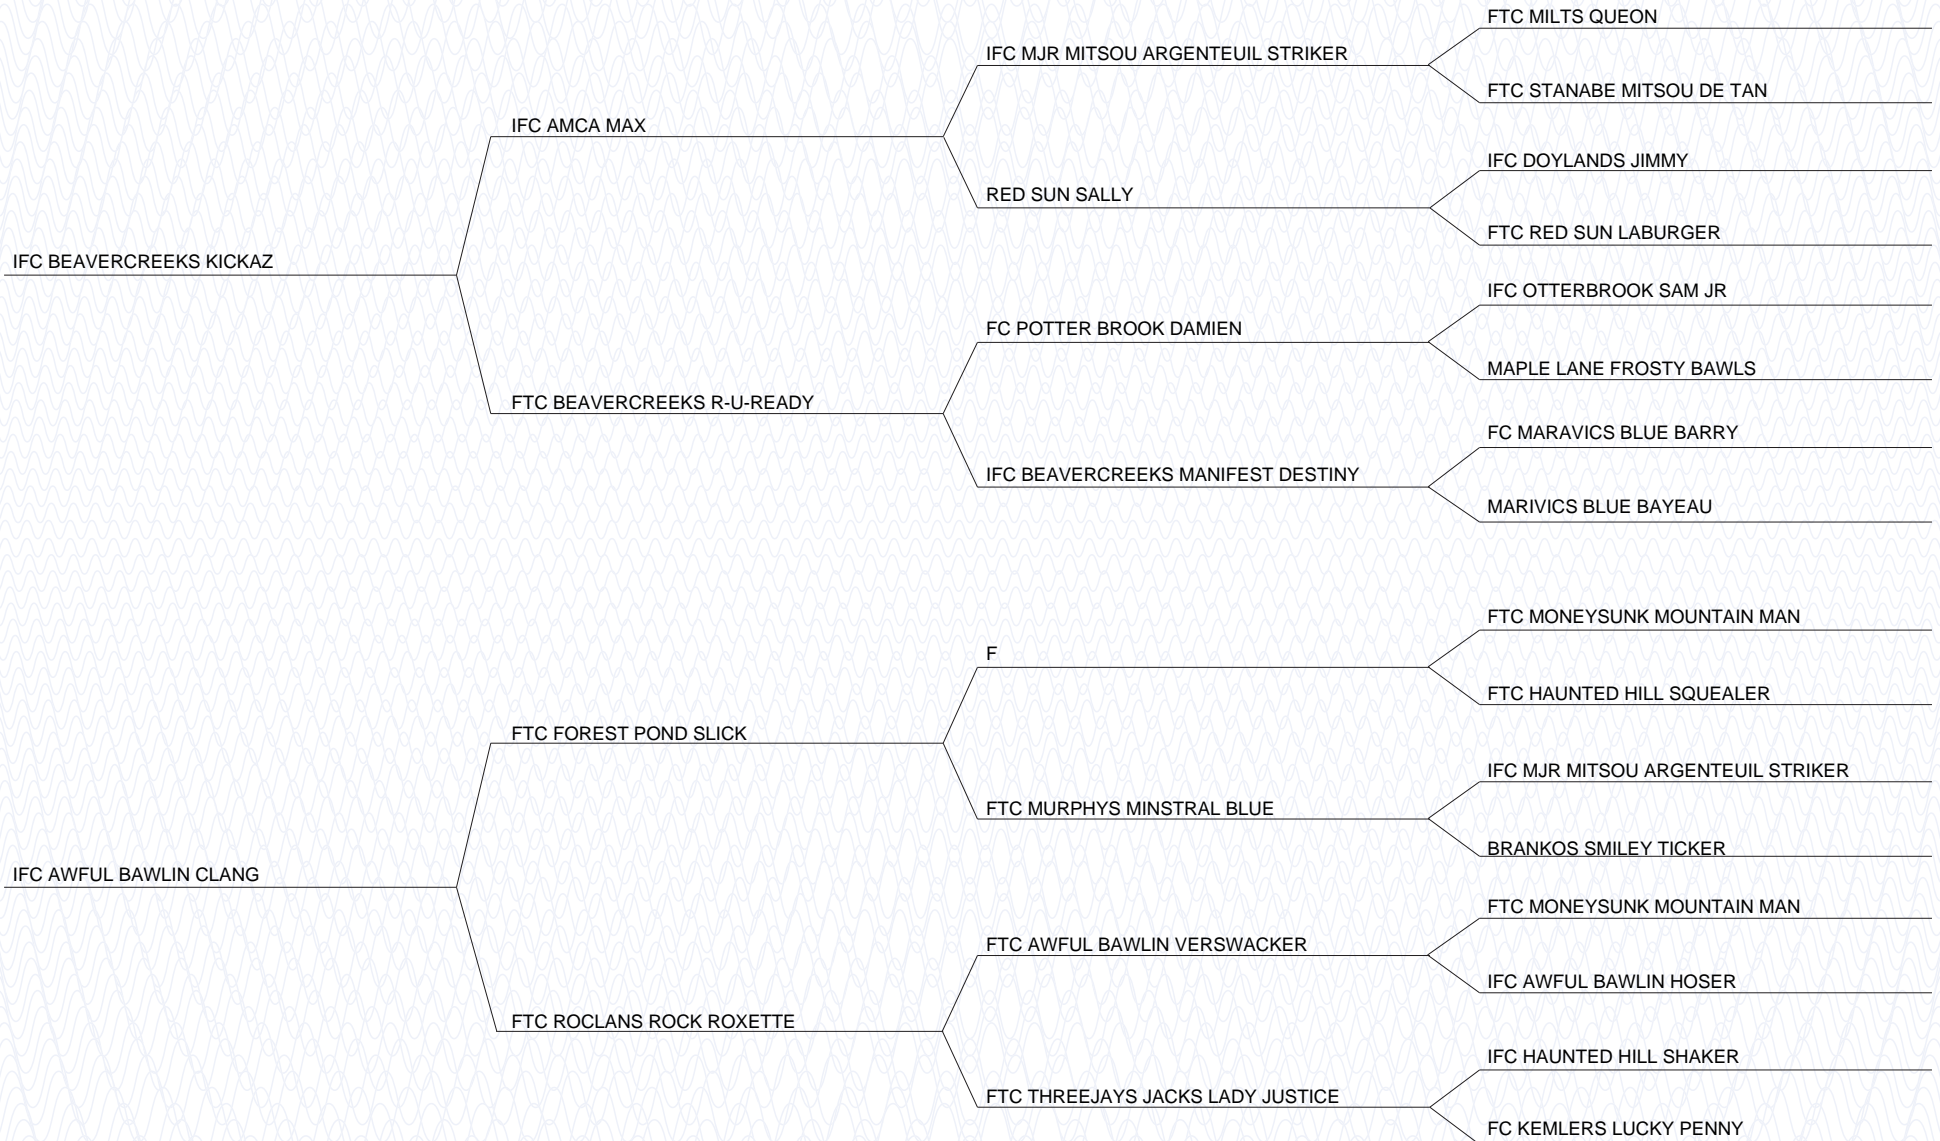 FTC MILTS QUEON
IFC MJR MITSOU ARGENTEUIL STRIKER
FTC STANABE MITSOU DE TAN
IFC AMCA MAX
IFC DOYLANDS JIMMY
RED SUN SALLY
FTC RED SUN LABURGER
IFC BEAVERCREEKS KICKAZ
IFC OTTERBROOK SAM JR
FC POTTER BROOK DAMIEN
MAPLE LANE FROSTY BAWLS
FTC BEAVERCREEKS R-U-READY
FC MARAVICS BLUE BARRY
IFC BEAVERCREEKS MANIFEST DESTINY
MARIVICS BLUE BAYEAU
FTC MONEYSUNK MOUNTAIN MAN
F
FTC HAUNTED HILL SQUEALER
FTC FOREST POND SLICK
IFC MJR MITSOU ARGENTEUIL STRIKER
FTC MURPHYS MINSTRAL BLUE
BRANKOS SMILEY TICKER
IFC AWFUL BAWLIN CLANG
FTC MONEYSUNK MOUNTAIN MAN
FTC AWFUL BAWLIN VERSWACKER
IFC AWFUL BAWLIN HOSER
FTC ROCLANS ROCK ROXETTE
IFC HAUNTED HILL SHAKER
FTC THREEJAYS JACKS LADY JUSTICE
FC KEMLERS LUCKY PENNY